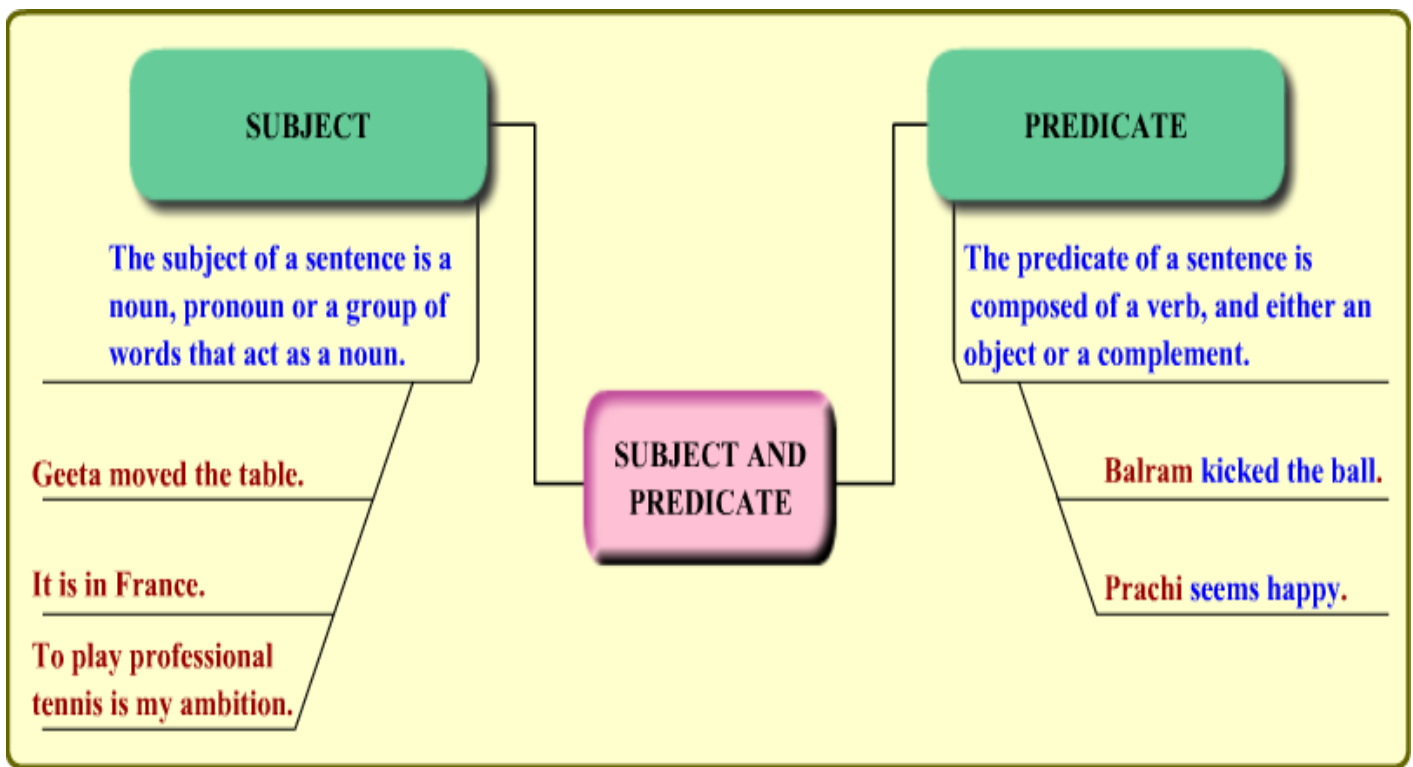 SUBJECT
The subject of a sentence is a
noun, pronoun or a group of
words that act as a noun.
Geeta moved the table.
It is in France.
To play professional
tennis is my ambition.
SUBJECT AND
PREDICATE
PREDICATE
The predicate of a sentence is
composed of a verb, and either an
object or a complement.
Balram kicked the ball.
Prachi seems happy.